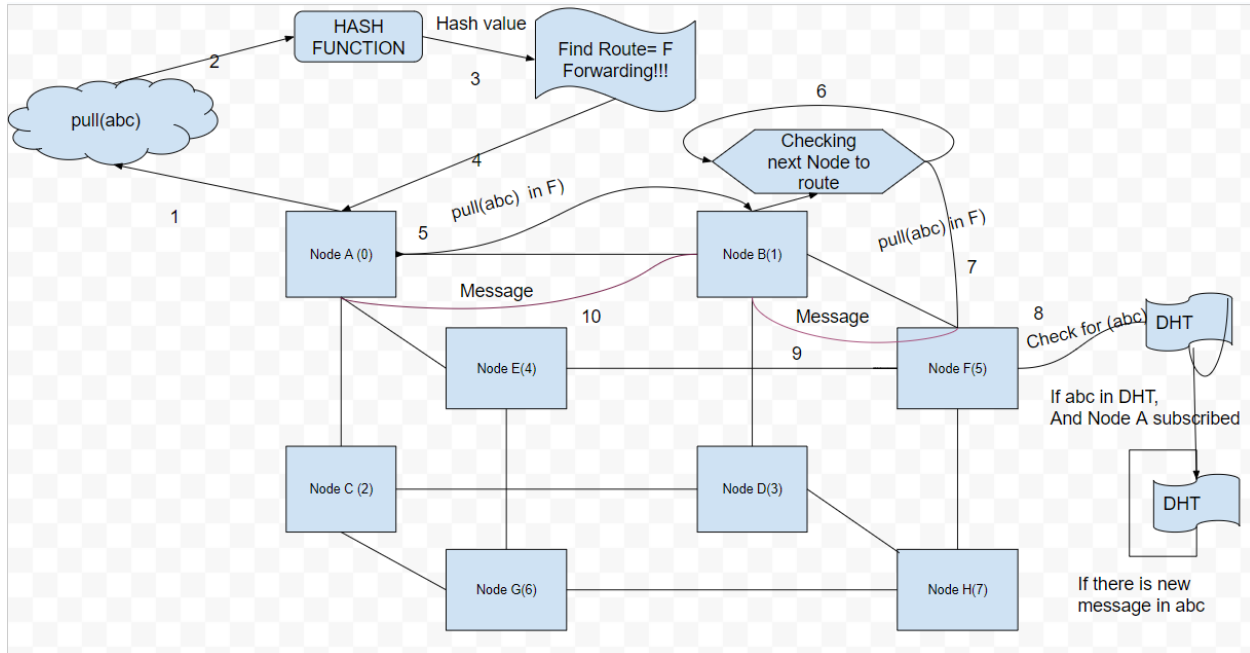 HASH
FUNCTION
Hash value
2
3
Find Route= F
Forwarding!!!
pull(abc)
6
Checking
next Node to
route
4
1
pull(abc)  in F)
5
pull(abc) in F)
7
Node A (0)
Node B(1)
Message
10
Message
8
Check for (abc)
DHT
9
Node E(4)
Node F(5)
If abc in DHT,
And Node A subscribed
Node C (2)
Node D(3)
DHT
Node G(6)
Node H(7)
If there is new
message in abc